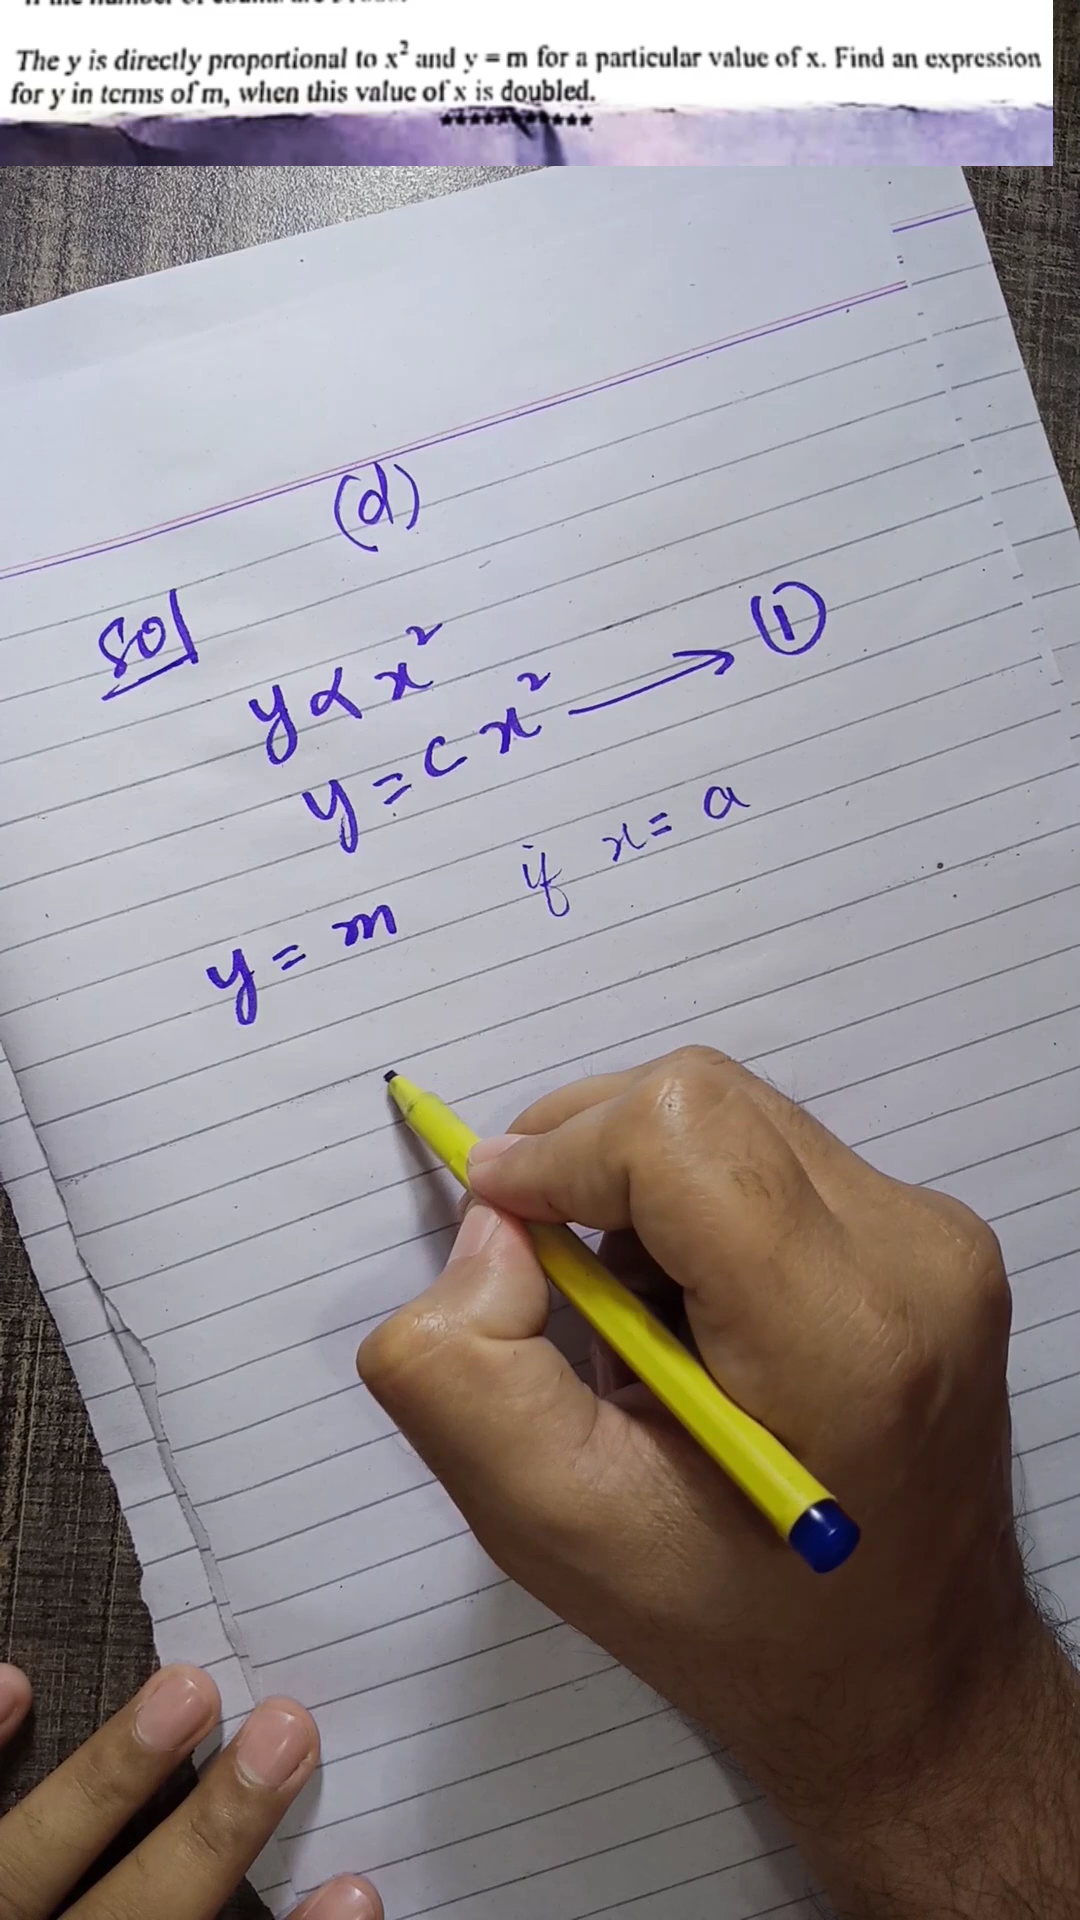 The y is directly proportional to x² and y = m for a particular value of x. Find an expression
for y in terms of m, when this value of x is doubled.
***********
(d)
Sol
y ∝ x²
y = c x² ⟶ ①
y = m if x = a